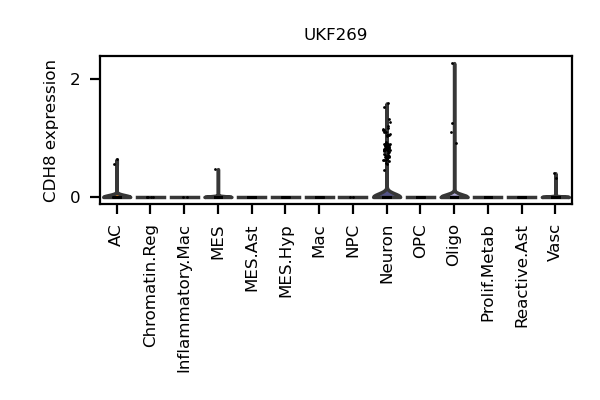 UKF269
CDH8 expression
2
0
AC
Chromatin.Reg
Inflammatory.Mac
MES
MES.Ast
MES.Hyp
Mac
NPC
Neuron
OPC
Oligo
Prolif.Metab
Reactive.Ast
Vasc